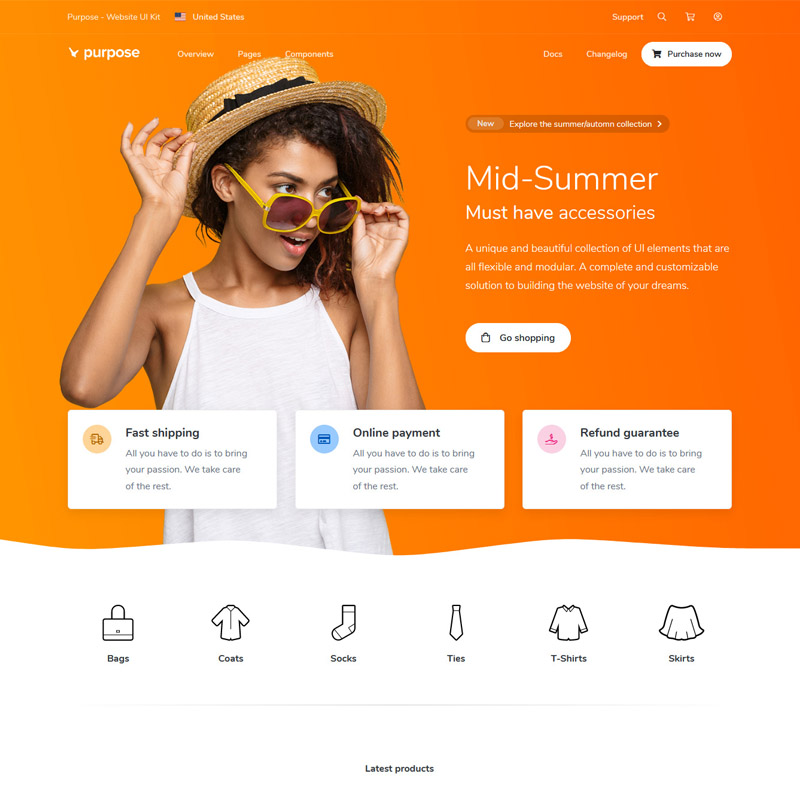 Purpose - Website UI Kit United States Support
purpose Overview Pages Components Docs Changelog Purchase now
New Explore the summer/automn collection
Mid-Summer
Must have accessories
A unique and beautiful collection of UI elements that are
all flexible and modular. A complete and customizable
solution to building the website of your dreams.
Go shopping
Fast shipping
All you have to do is to bring
your passion. We take care
of the rest.
Online payment
All you have to do is to bring
your passion. We take care
of the rest.
Refund guarantee
All you have to do is to bring
your passion. We take care
of the rest.
Bags Coats Socks Ties T-Shirts Skirts
Latest products